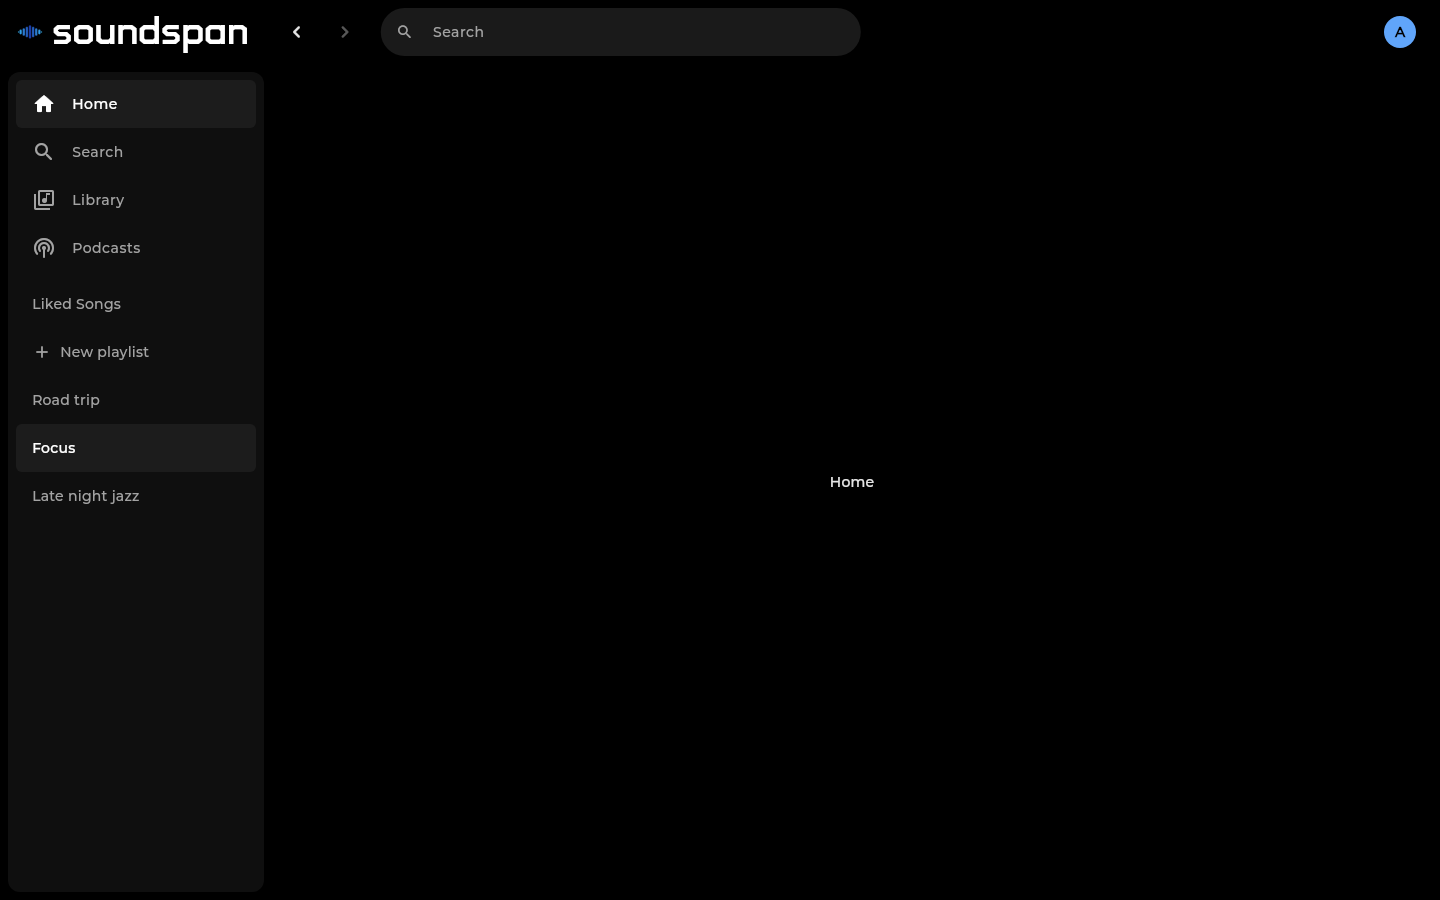 soundspan
Search
A
Home
Search
Library
Podcasts
Liked Songs
New playlist
Road trip
Focus
Late night jazz
Home